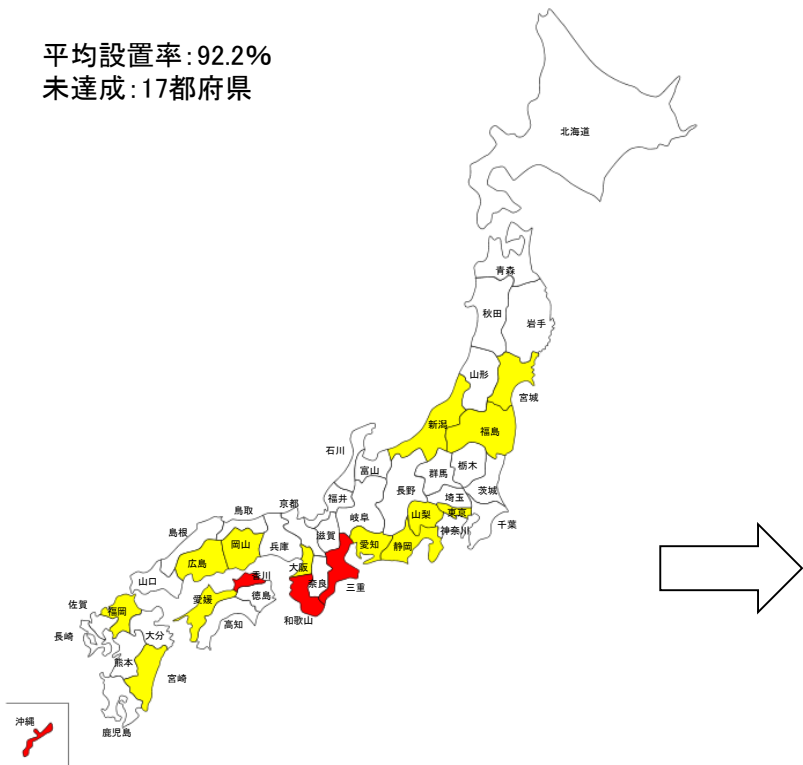 平均設置率:92.2%
未達成:17都府県
北海道
青森
秋田
岩手
山形
宮城
新潟
福島
石川
富山
群馬
栃木
福井
長野
埼玉
茨城
岐阜
山梨
東京
千葉
神奈川
鳥取
京都
滋賀
愛知
静岡
島根
岡山
兵庫
大阪
奈良
三重
広島
香川
山口
愛媛
徳島
和歌山
高知
佐賀
福岡
長崎
大分
熊本
宮崎
鹿児島
沖縄